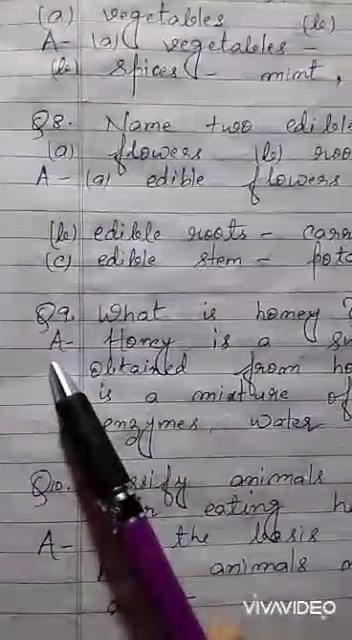 (a) vegetables (b)
A- (a) vegetables -
(b) spices - mint,
Q8. Name two edible
(a) flowers (b) roo
A- (a) edible flowers
(b) edible roots - carr
(c) edible stem - pota
Q9. What is honey ?
A- Honey is a
obtained from ho
is a mixture of
enzymes, water
Q10. ssify animals
eating h
A- the basis
animals
VIVAVIDEO